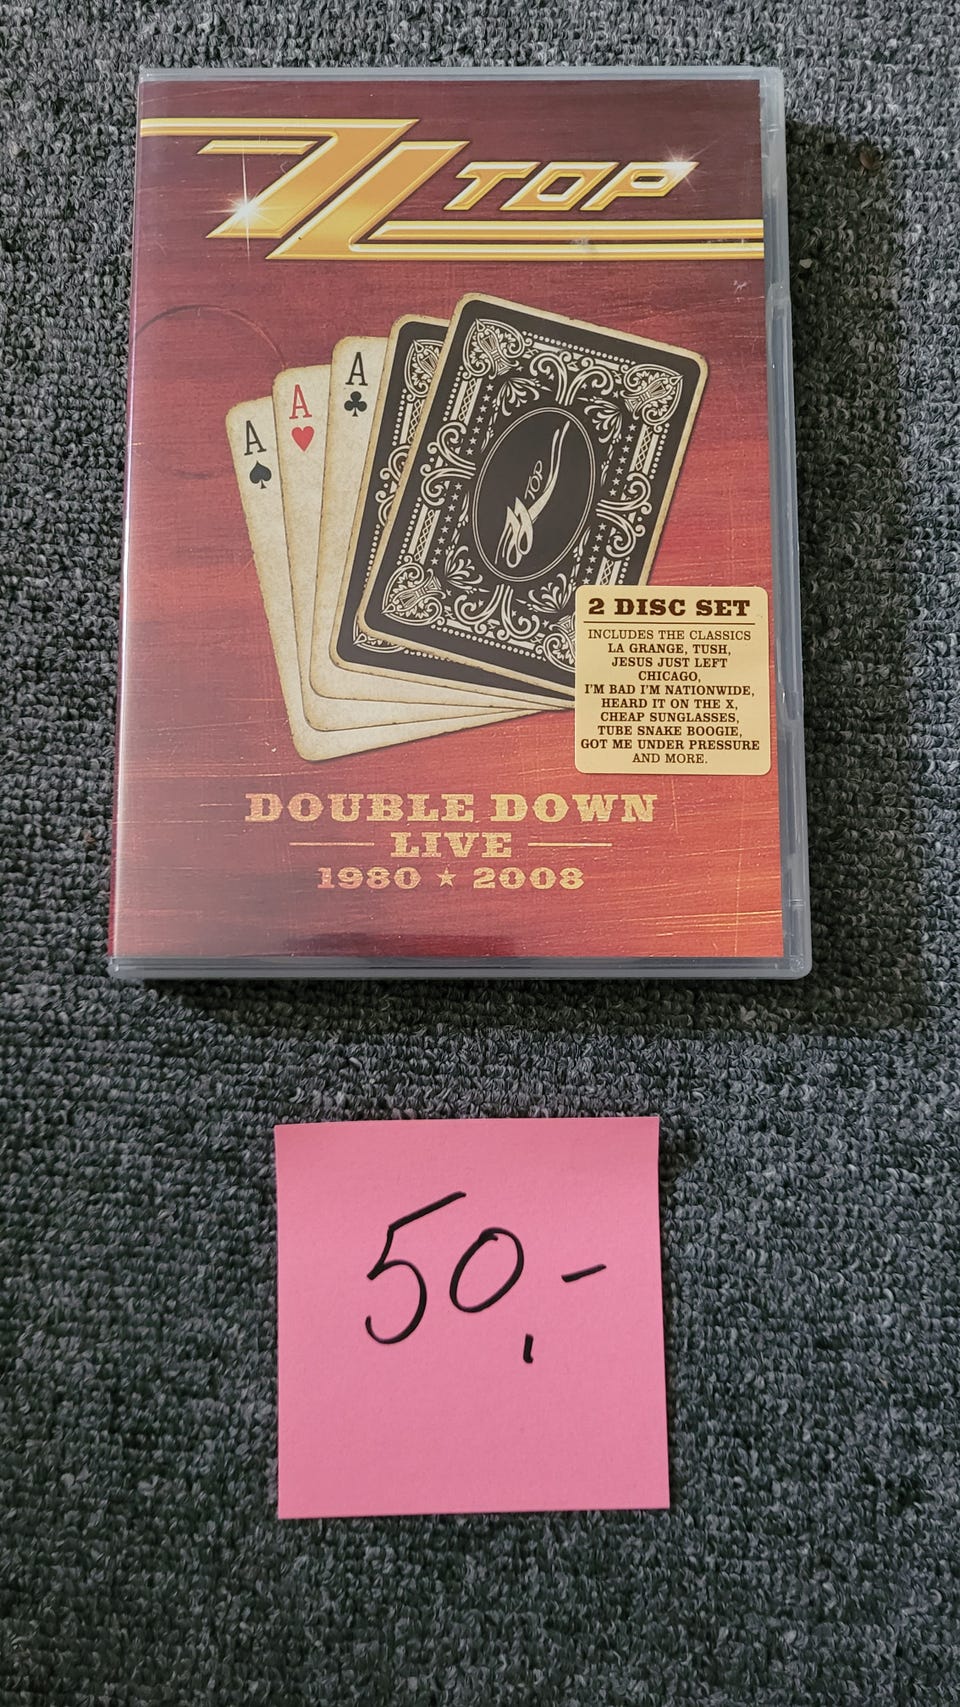 ZZ TOP
A
A
A
ZZ TOP
2 DISC SET
INCLUDES THE CLASSICS
LA GRANGE, TUSH,
JESUS JUST LEFT
CHICAGO,
I'M BAD I'M NATIONWIDE,
HEARD IT ON THE X,
CHEAP SUNGLASSES,
TUBE SNAKE BOOGIE,
GOT ME UNDER PRESSURE
AND MORE.
DOUBLE DOWN
LIVE
1980 ★ 2008
50,-